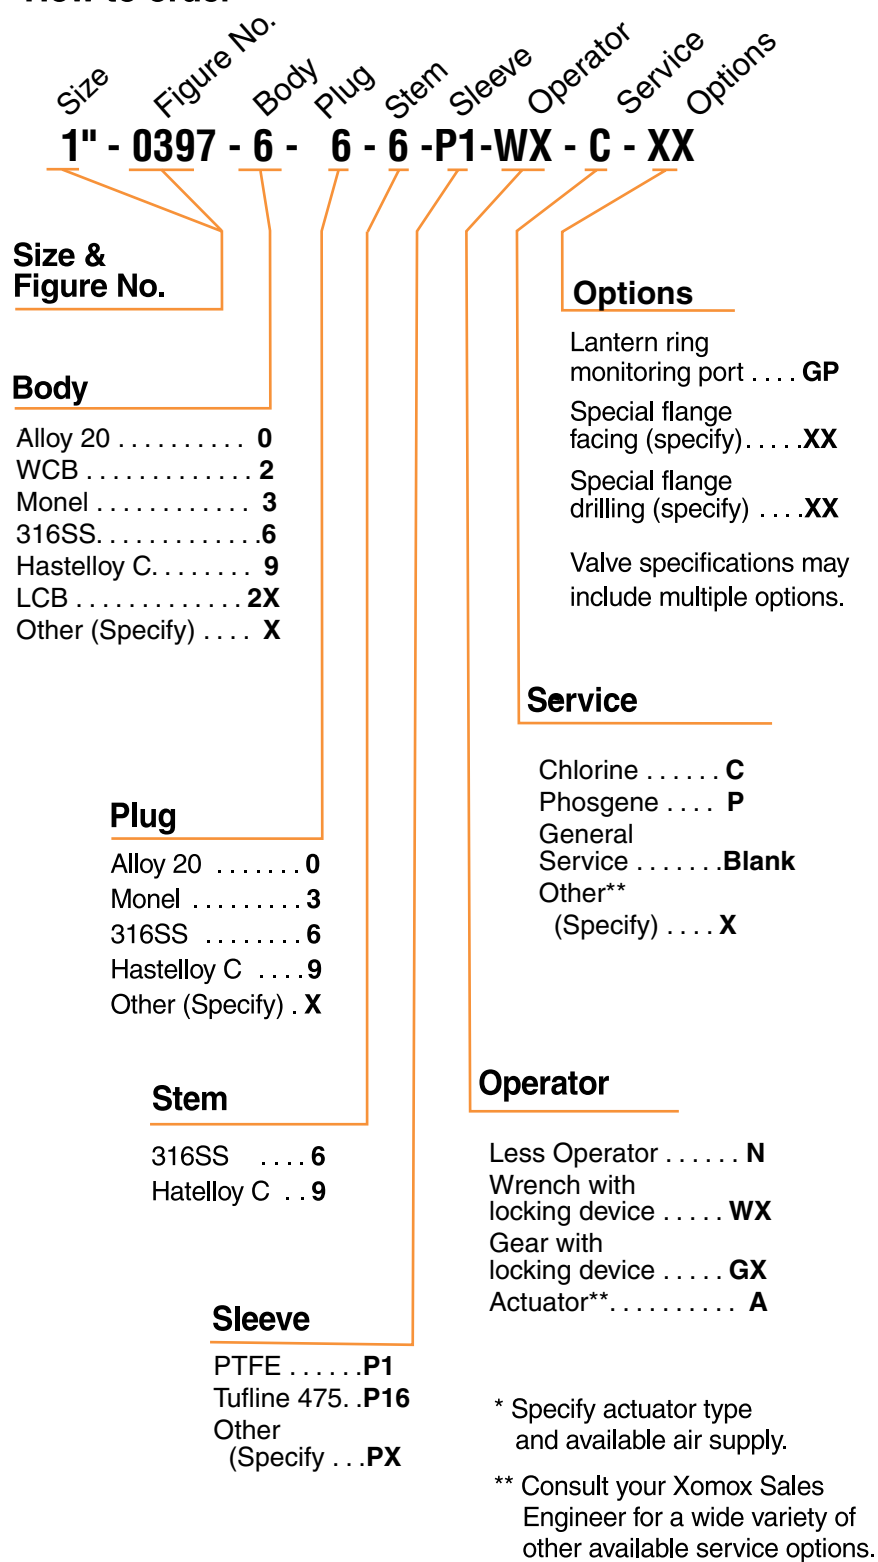 How to order
Size Figure No. Body Plug Stem Sleeve Operator Service Options
1" - 0397 - 6 - 6 - 6 -P1-WX - C - XX
Size &
Figure No.
Body
Alloy 20 . . . . . . . . . . 0
WCB . . . . . . . . . . . . . 2
Monel . . . . . . . . . . . . 3
316SS. . . . . . . . . . . . .6
Hastelloy C. . . . . . . . 9
LCB . . . . . . . . . . . . . 2X
Other (Specify) . . . . X
Plug
Alloy 20 . . . . . . . 0
Monel . . . . . . . . . 3
316SS . . . . . . . . 6
Hastelloy C . . . . 9
Other (Specify) . X
Stem
316SS . . . . 6
Hatelloy C . . 9
Sleeve
PTFE . . . . . .P1
Tufline 475. .P16
Other
(Specify . . .PX
Options
Lantern ring
monitoring port . . . . GP
Special flange
facing (specify). . . . .XX
Special flange
drilling (specify) . . . .XX
Valve specifications may
include multiple options.
Service
Chlorine . . . . . . C
Phosgene . . . . P
General
Service . . . . . . .Blank
Other**
(Specify) . . . . X
Operator
Less Operator . . . . . . N
Wrench with
locking device . . . . . WX
Gear with
locking device . . . . . GX
Actuator**. . . . . . . . . . A
* Specify actuator type
and available air supply.
** Consult your Xomox Sales
Engineer for a wide variety of
other available service options.